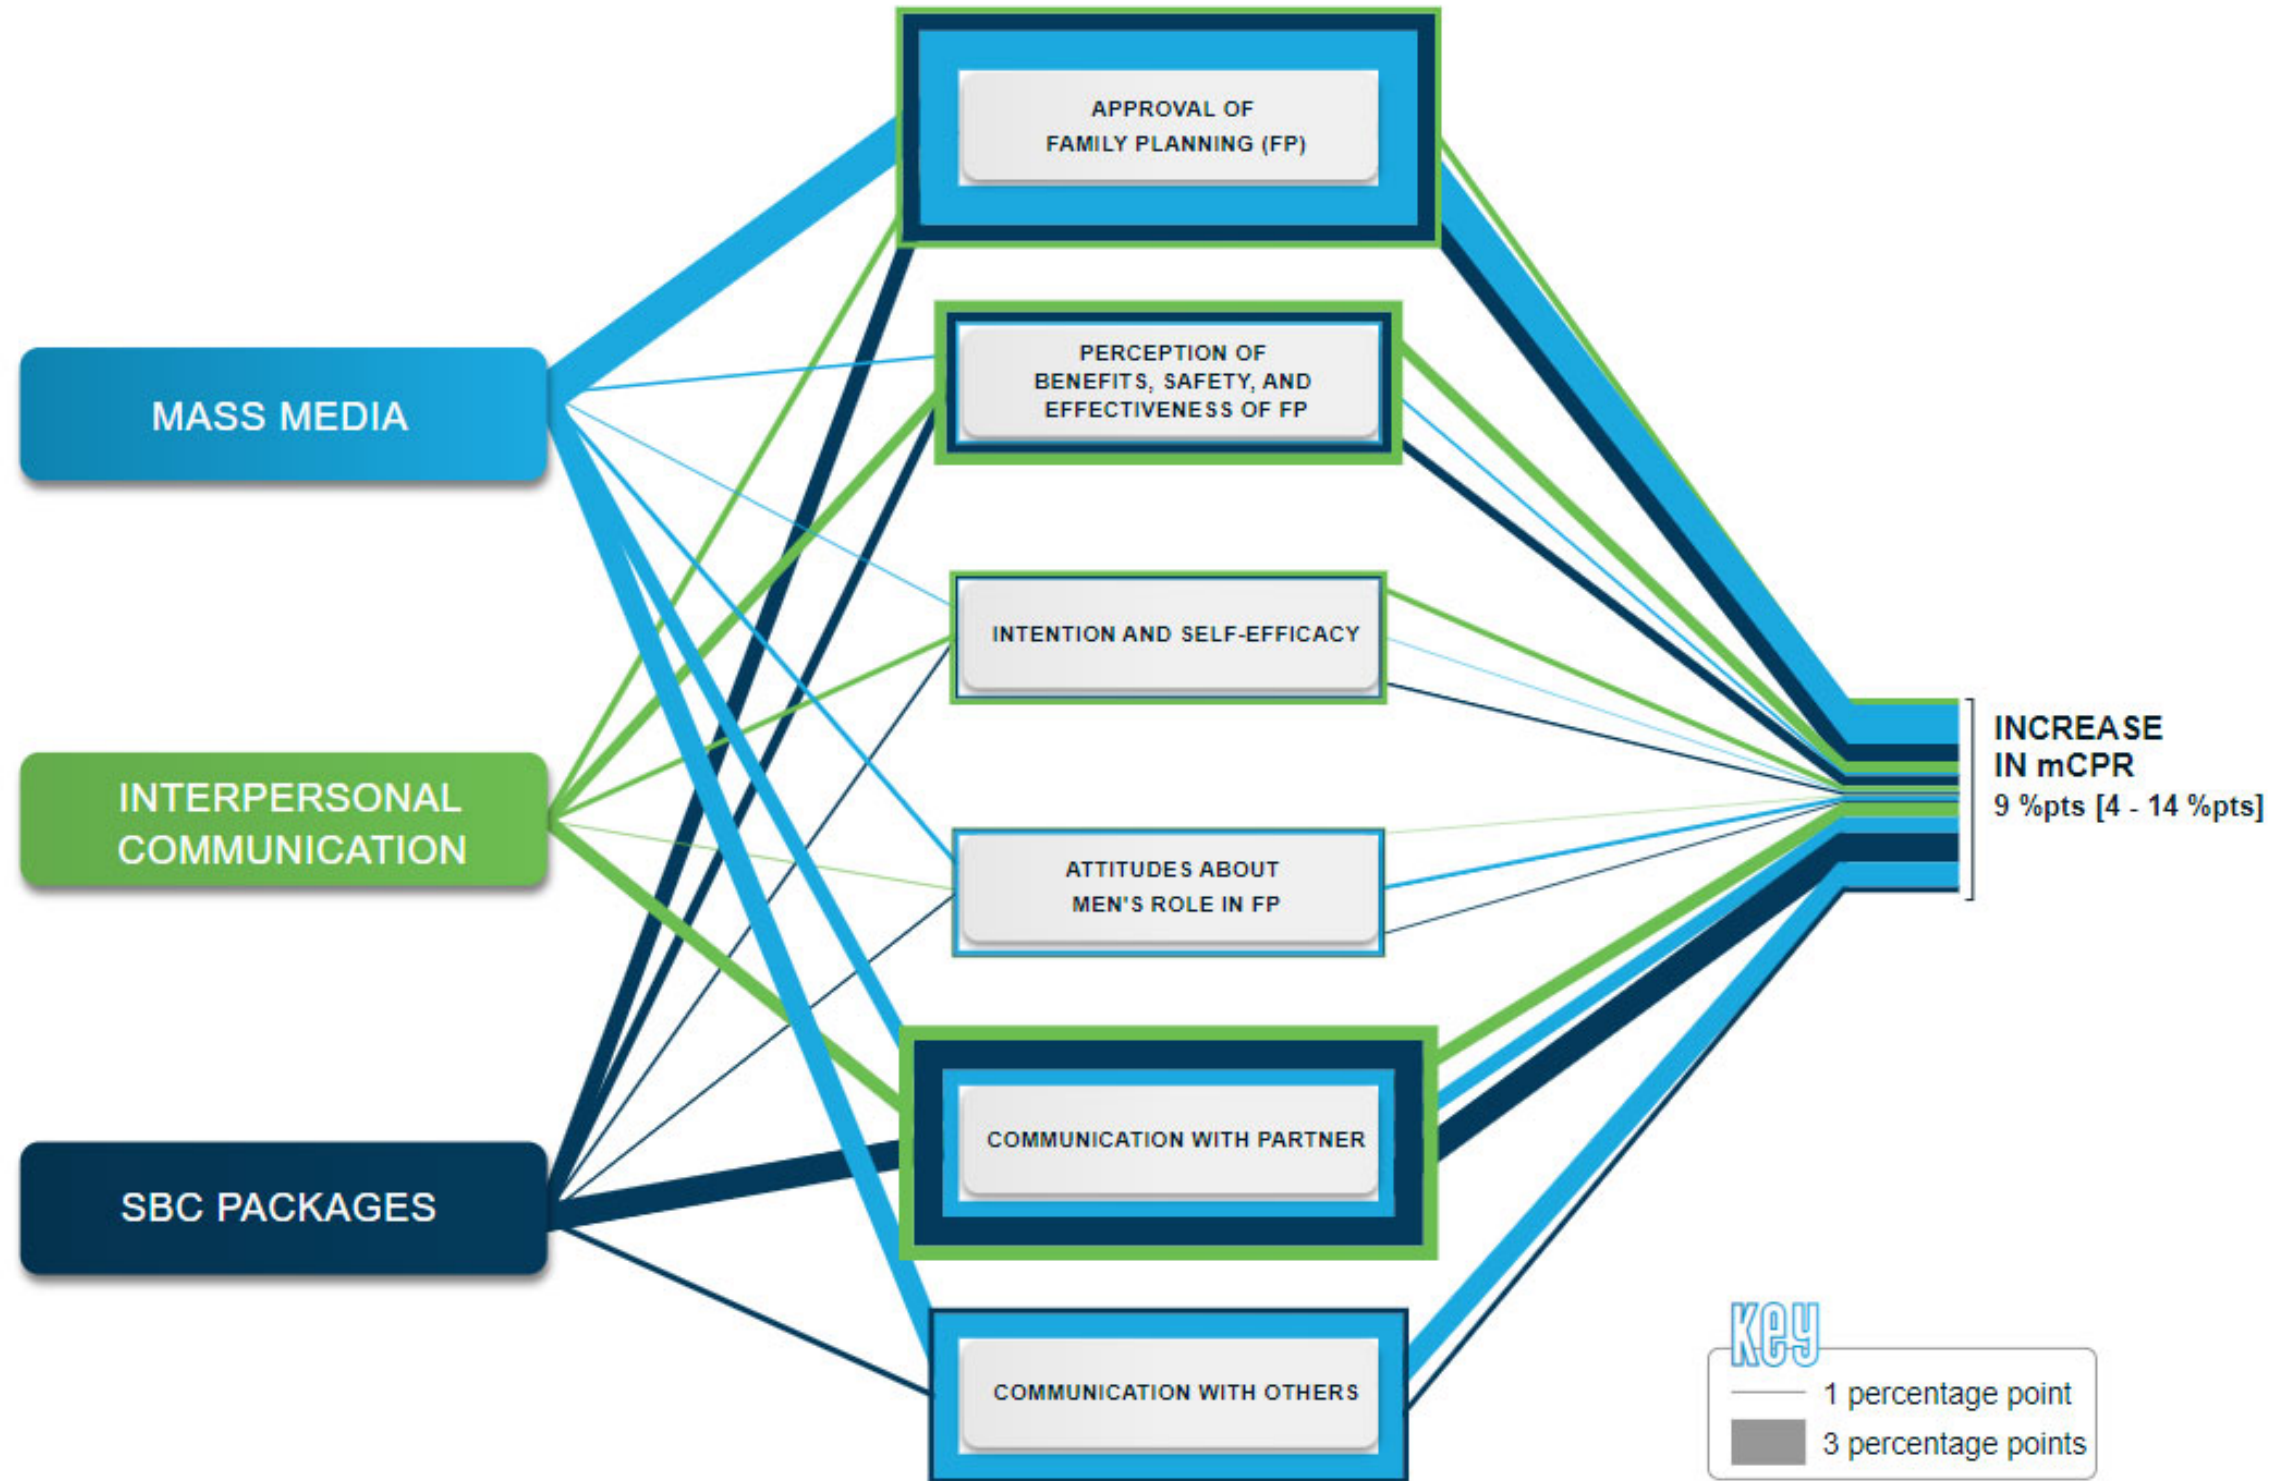 APPROVAL OF
FAMILY PLANNING (FP)
PERCEPTION OF
BENEFITS, SAFETY, AND
EFFECTIVENESS OF FP
MASS MEDIA
INTENTION AND SELF-EFFICACY
INCREASE
IN mCPR
9 %pts [4 - 14 %pts]
INTERPERSONAL
COMMUNICATION
ATTITUDES ABOUT
MEN'S ROLE IN FP
COMMUNICATION WITH PARTNER
SBC PACKAGES
COMMUNICATION WITH OTHERS
key
1 percentage point
3 percentage points